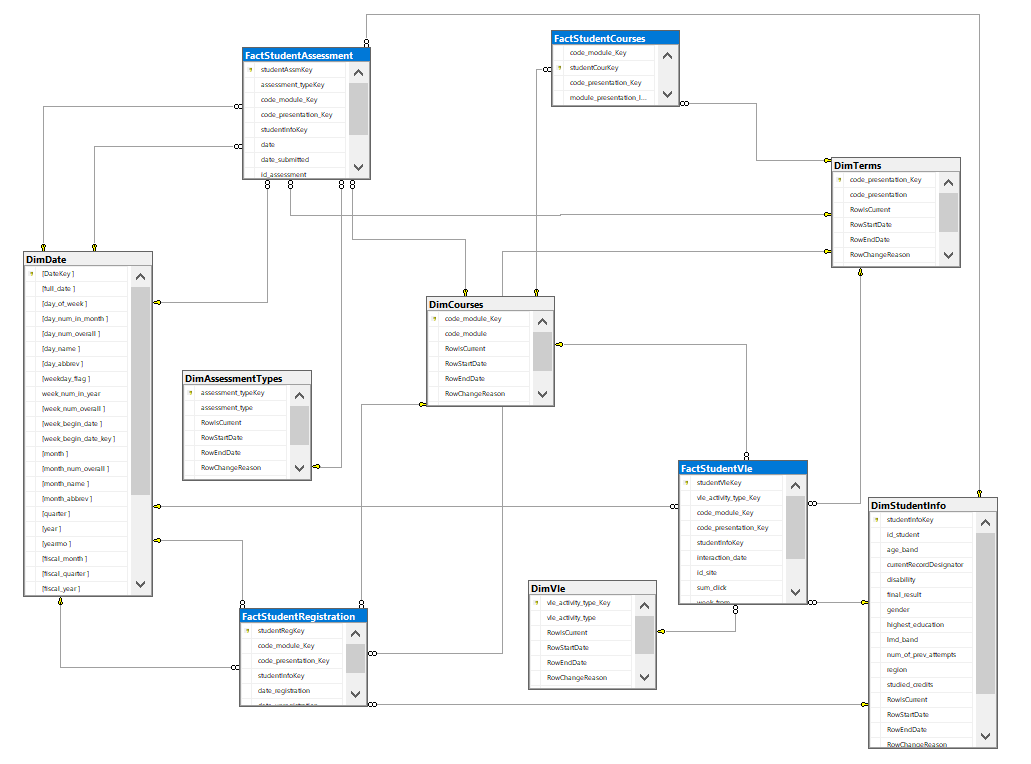 FactStudentAssessment
studentAssmKey
assessment_typeKey
code_module_Key
code_presentation_Key
studentInfoKey
date
date_submitted
id_assessment
FactStudentCourses
code_module_Key
studentCourKey
code_presentation_Key
module_presentation_l...
DimTerms
code_presentation_Key
code_presentation
RowIsCurrent
RowStartDate
RowEndDate
RowChangeReason
DimDate
[DateKey ]
[full_date ]
[day_of_week ]
[day_num_in_month ]
[day_num_overall ]
[day_name ]
[day_abbrev ]
[weekday_flag ]
week_num_in_year
[week_num_overall ]
[week_begin_date ]
[week_begin_date_key ]
[month ]
[month_num_overall ]
[month_name ]
[month_abbrev ]
[quarter ]
[year ]
[yearmo ]
[fiscal_month ]
[fiscal_quarter ]
[fiscal_year ]
DimCourses
code_module_Key
code_module
RowIsCurrent
RowStartDate
RowEndDate
RowChangeReason
DimAssessmentTypes
assessment_typeKey
assessment_type
RowIsCurrent
RowStartDate
RowEndDate
RowChangeReason
FactStudentVle
studentVleKey
vle_activity_type_Key
code_module_Key
code_presentation_Key
studentInfoKey
interaction_date
id_site
sum_click
week_from
DimStudentInfo
studentInfoKey
id_student
age_band
currentRecordDesignator
disability
final_result
gender
highest_education
imd_band
num_of_prev_attempts
region
studied_credits
RowIsCurrent
RowStartDate
RowEndDate
RowChangeReason
DimVle
vle_activity_type_Key
vle_activity_type
RowIsCurrent
RowStartDate
RowEndDate
RowChangeReason
FactStudentRegistration
studentRegKey
code_module_Key
code_presentation_Key
studentInfoKey
date_registration